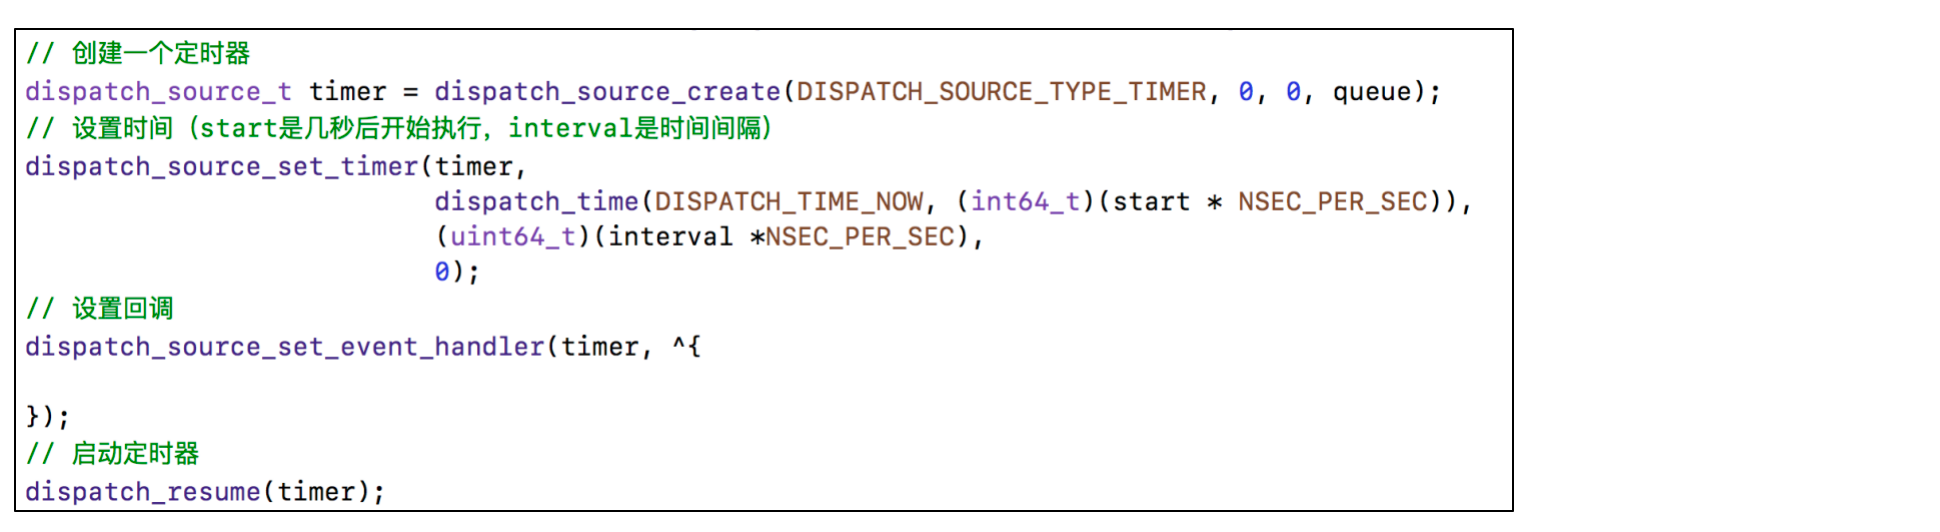 // 创建一个定时器
dispatch_source_t timer = dispatch_source_create(DISPATCH_SOURCE_TYPE_TIMER, 0, 0, queue);
// 设置时间（start是几秒后开始执行，interval是时间间隔）
dispatch_source_set_timer(timer,
                          dispatch_time(DISPATCH_TIME_NOW, (int64_t)(start * NSEC_PER_SEC)),
                          (uint64_t)(interval *NSEC_PER_SEC),
                          0);
// 设置回调
dispatch_source_set_event_handler(timer, ^{
});
// 启动定时器
dispatch_resume(timer);